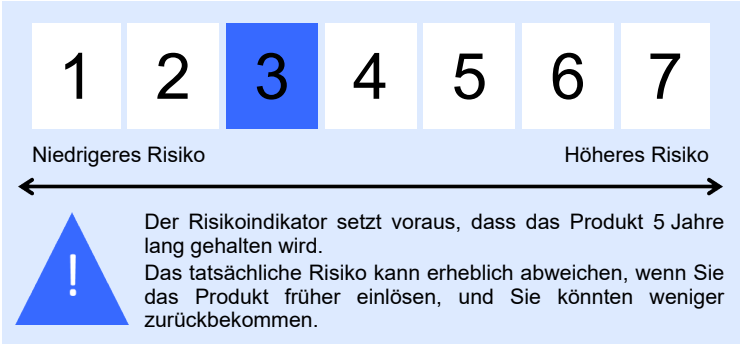 1 2 3 4 5 6 7
Niedrigeres Risiko Höheres Risiko
!
Der Risikoindikator setzt voraus, dass das Produkt 5 Jahre
lang gehalten wird.
Das tatsächliche Risiko kann erheblich abweichen, wenn Sie
das Produkt früher einlösen, und Sie könnten weniger
zurückbekommen.